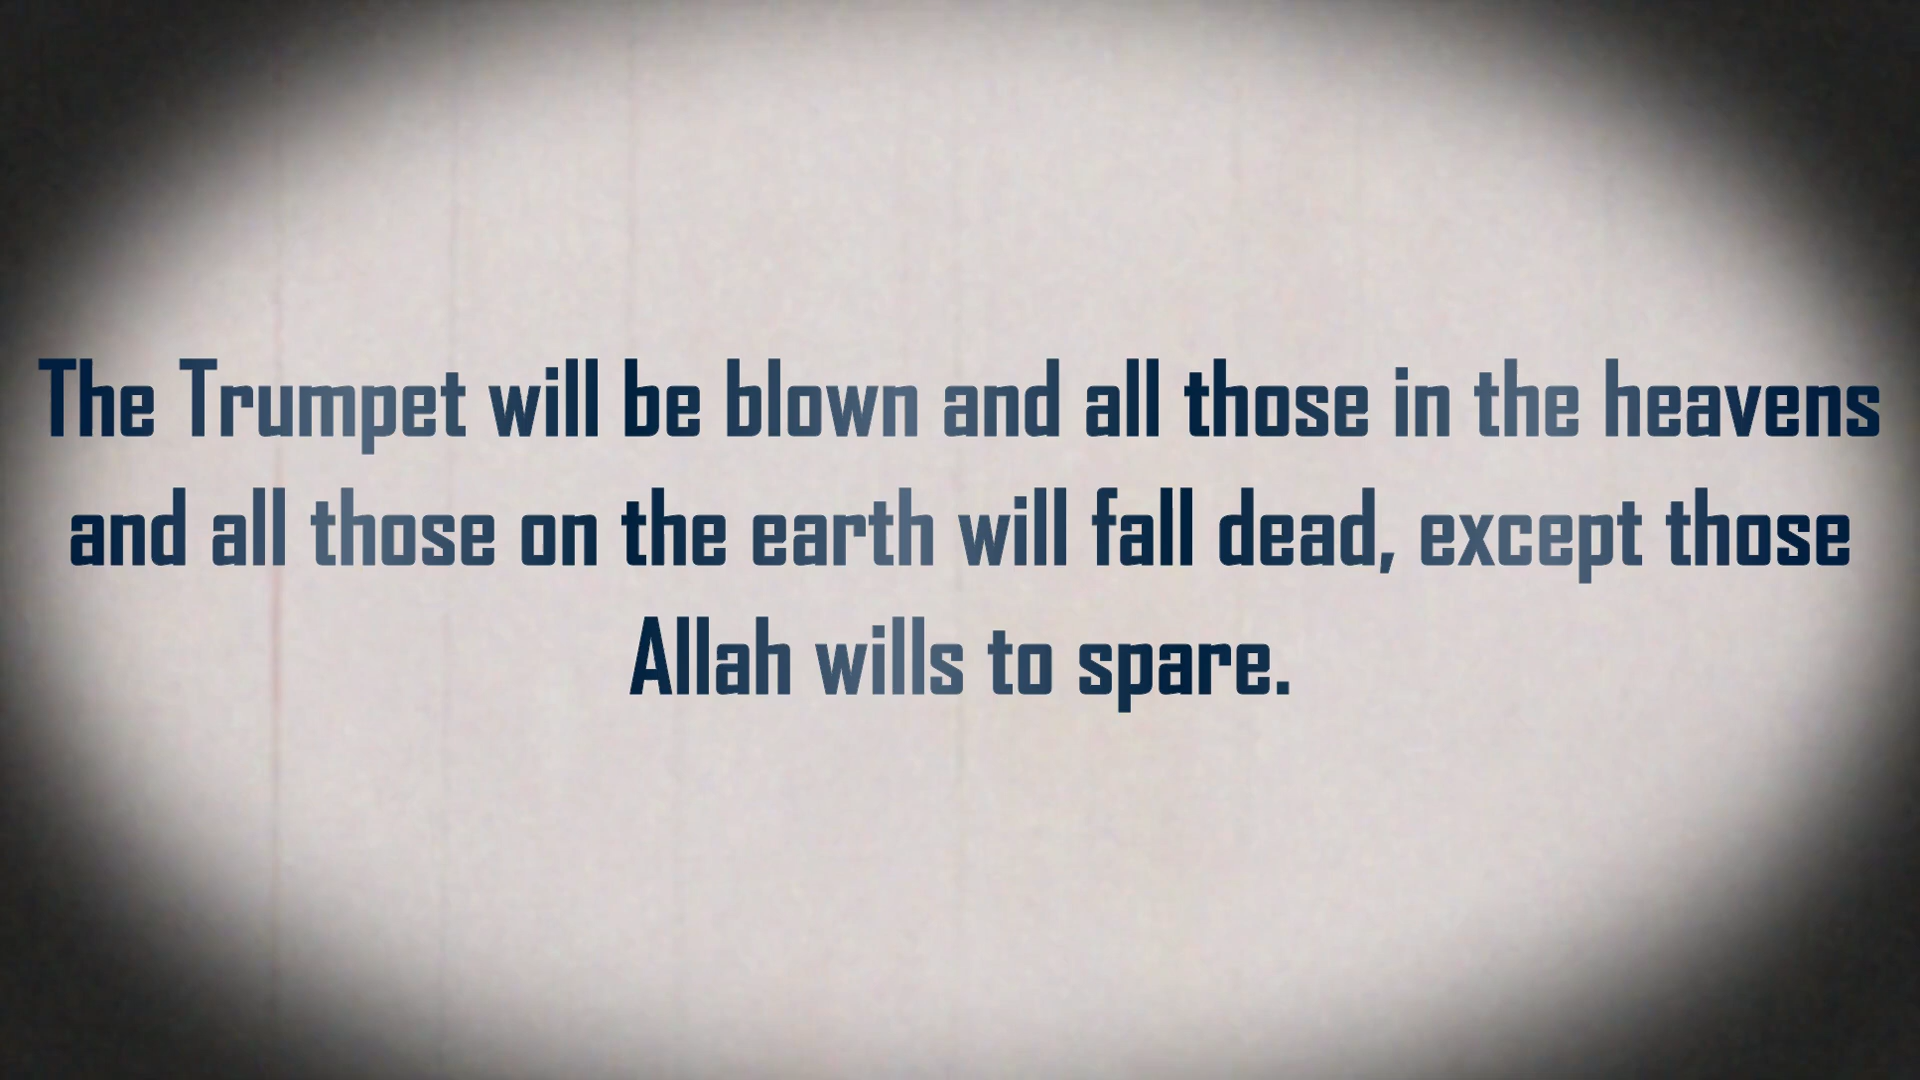 The Trumpet will be blown and all those in the heavens
and all those on the earth will fall dead, except those
Allah wills to spare.